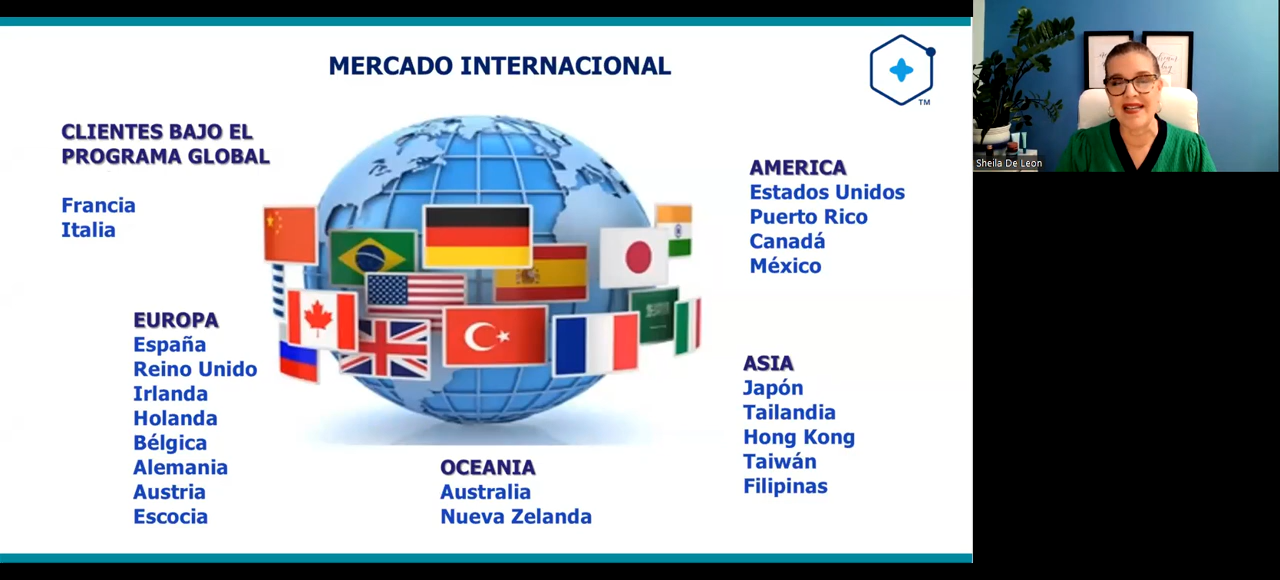 MERCADO INTERNACIONAL
TM
CLIENTES BAJO EL
PROGRAMA GLOBAL
Francia
Italia
EUROPA
España
Reino Unido
Irlanda
Holanda
Bélgica
Alemania
Austria
Escocia
OCEANIA
Australia
Nueva Zelanda
AMERICA
Estados Unidos
Puerto Rico
Canadá
México
ASIA
Japón
Tailandia
Hong Kong
Taiwán
Filipinas
Sheila De Leon